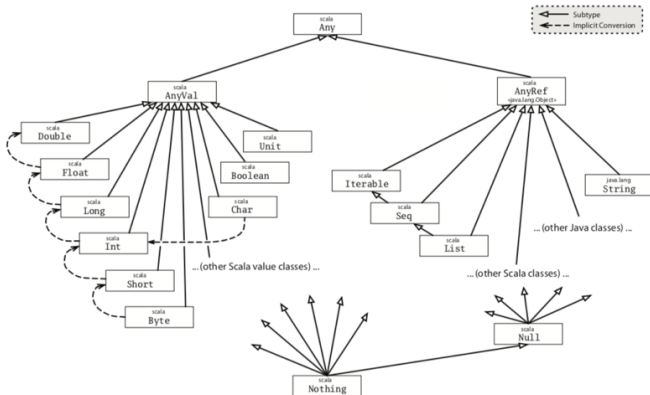 scala
Any
Subtype
Implicit Conversion
scala
AnyVal
scala
AnyRef
<java.lang.Object>
scala
Double
scala
Unit
scala
Float
scala
Boolean
scala
Iterable
java.lang
String
scala
Long
scala
Char
scala
Seq
scala
Int
scala
List
... (other Java classes) ...
... (other Scala value classes) ...
... (other Scala classes) ...
scala
Short
scala
Byte
scala
Null
scala
Nothing